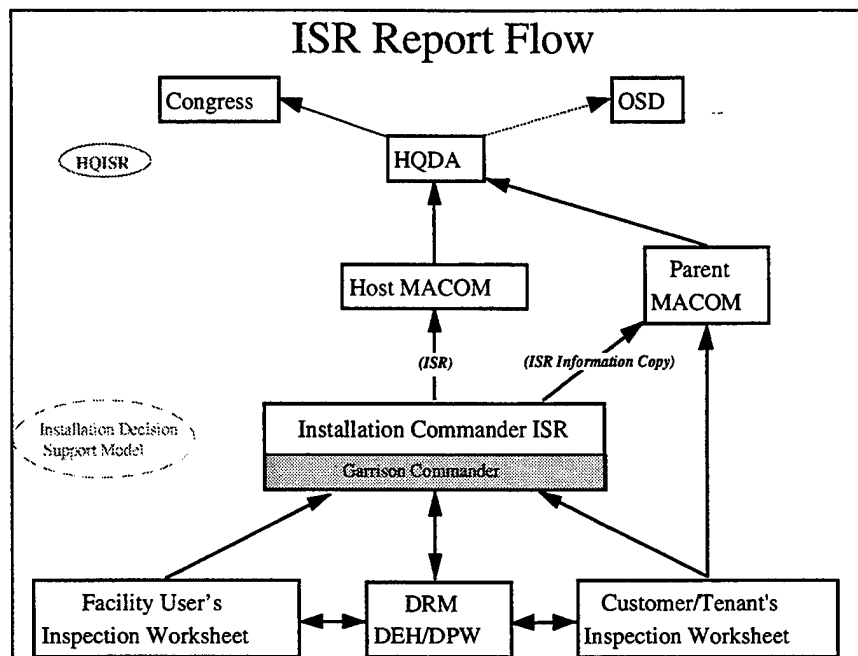 ISR Report Flow
Congress
OSD
HQISR
HQDA
Host MACOM
Parent
MACOM
(ISR)
(ISR Information Copy)
Installation Decision
Support Model
Installation Commander ISR
Garrison Commander
Facility User's
Inspection Worksheet
DRM
DEH/DPW
Customer/Tenant's
Inspection Worksheet